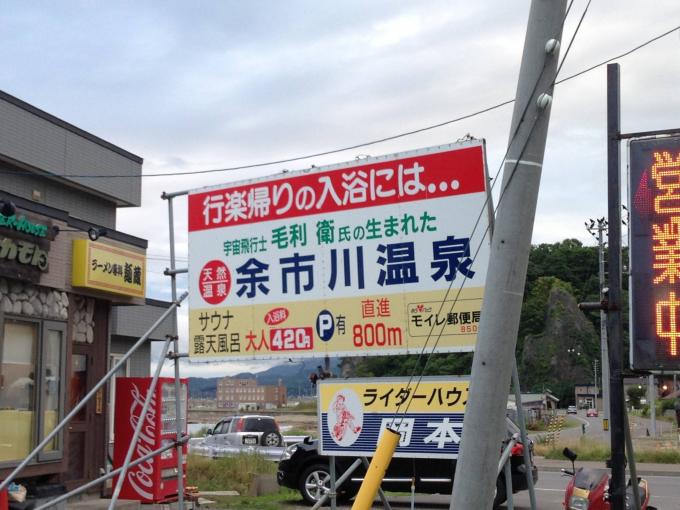 行楽帰りの入浴には…
宇宙飛行士 毛利 衛 氏の生まれた
天然
温泉
余市川温泉
サウナ
露天風呂
入浴料
大人420円
P有
直進
800m
モイレ郵便局
850
ライダーハウス
岡本
ラーメン専科 麺蔵
Coca-Cola
営業中